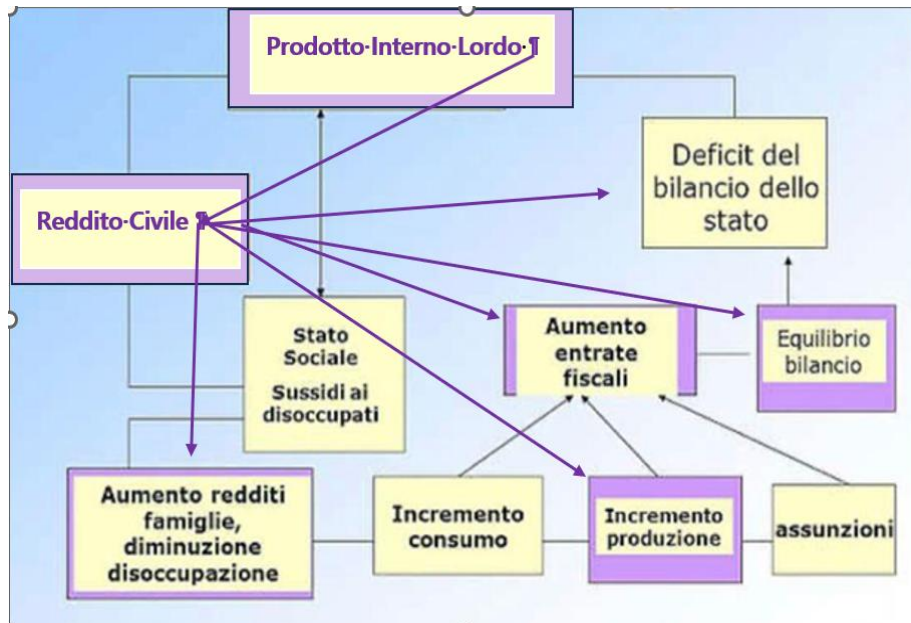 Prodotto·Interno·Lordo·¶
Deficit del
bilancio dello
stato
Reddito·Civile·¶
Stato
Sociale
Sussidi ai
disoccupati
Aumento
entrate
fiscali
Equilibrio
bilancio
Aumento redditi
famiglie,
diminuzione
disoccupazione
Incremento
consumo
Incremento
produzione
assunzioni